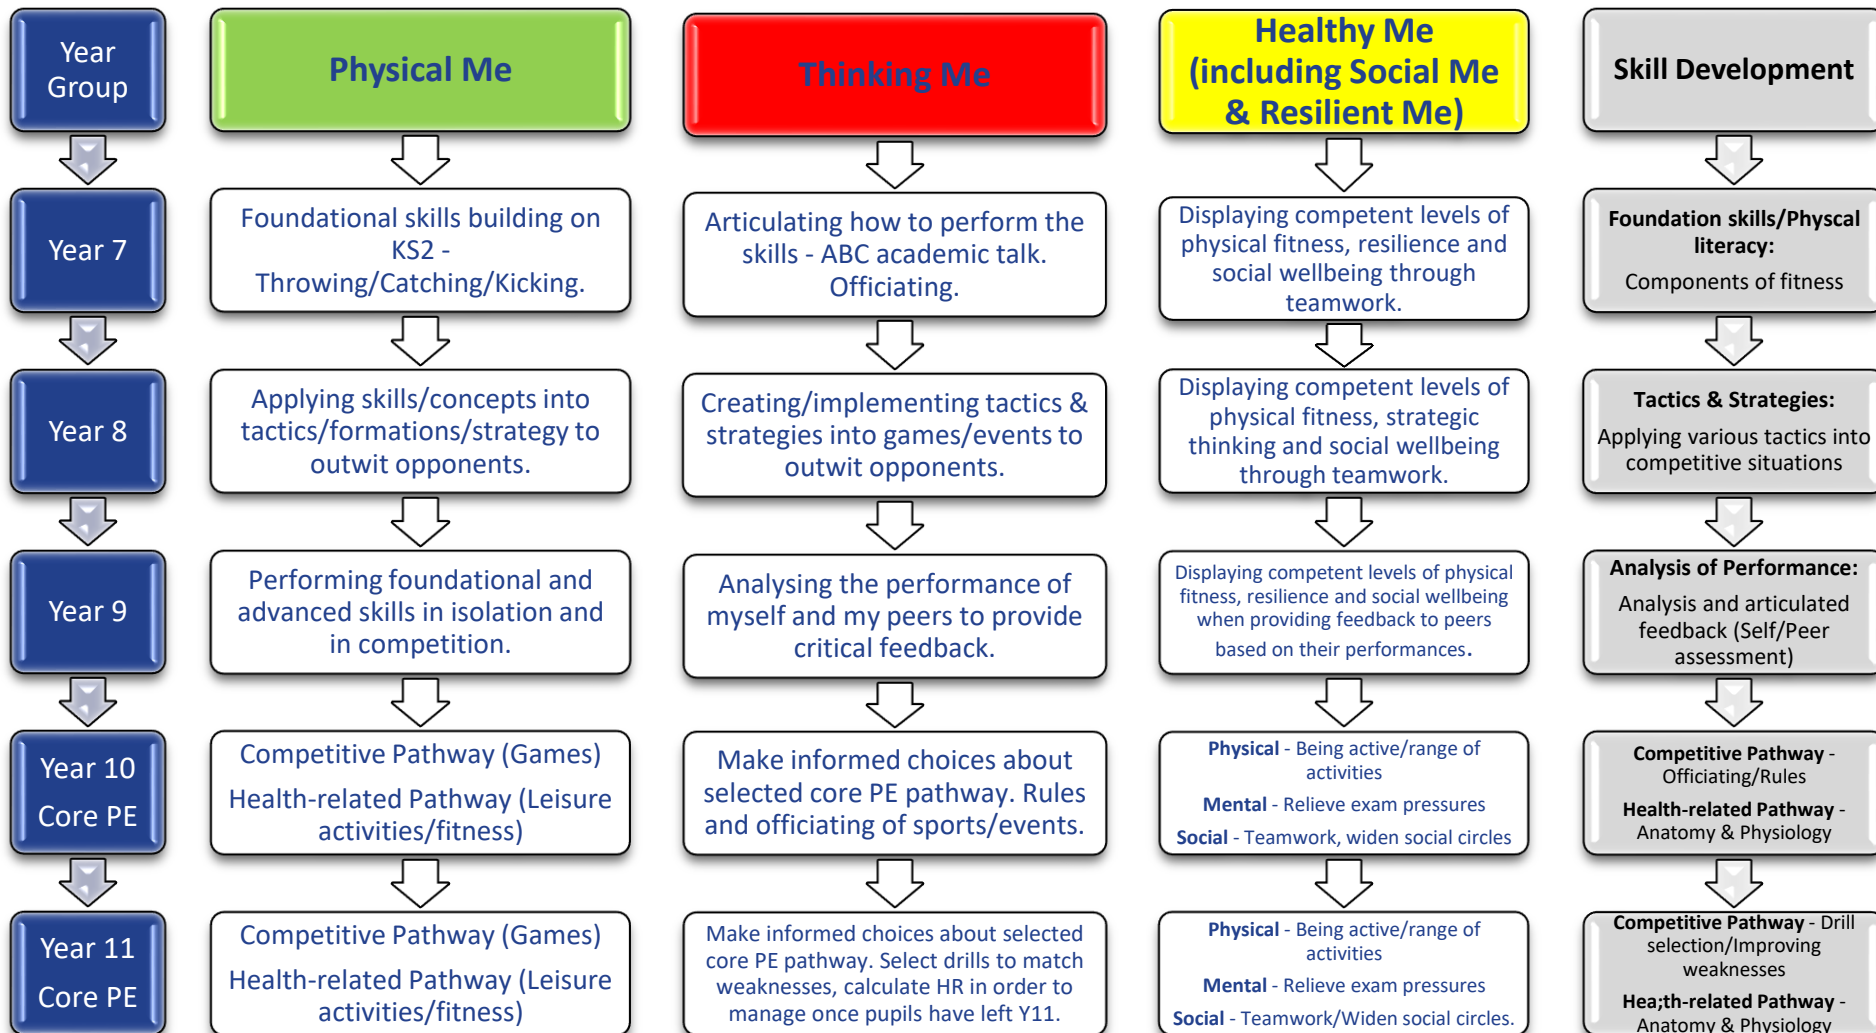 Year
Group
Physical Me
Thinking Me
Healthy Me
(including Social Me
& Resilient Me)
Skill Development
Year 7
Foundational skills building on
KS2 -
Throwing/Catching/Kicking.
Articulating how to perform the
skills - ABC academic talk.
Officiating.
Displaying competent levels of
physical fitness, resilience and
social wellbeing through
teamwork.
Foundation skills/Physcal
literacy:
Components of fitness
Year 8
Applying skills/concepts into
tactics/formations/strategy to
outwit opponents.
Creating/implementing tactics &
strategies into games/events to
outwit opponents.
Displaying competent levels of
physical fitness, strategic
thinking and social wellbeing
through teamwork.
Tactics & Strategies:
Applying various tactics into
competitive situations
Year 9
Performing foundational and
advanced skills in isolation and
in competition.
Analysing the performance of
myself and my peers to provide
critical feedback.
Displaying competent levels of physical
fitness, resilience and social wellbeing
when providing feedback to peers
based on their performances.
Analysis of Performance:
Analysis and articulated
feedback (Self/Peer
assessment)
Year 10
Core PE
Competitive Pathway (Games)
Health-related Pathway (Leisure
activities/fitness)
Make informed choices about
selected core PE pathway. Rules
and officiating of sports/events.
Physical - Being active/range of
activities
Mental - Relieve exam pressures
Social - Teamwork, widen social circles
Competitive Pathway -
Officiating/Rules
Health-related Pathway -
Anatomy & Physiology
Year 11
Core PE
Competitive Pathway (Games)
Health-related Pathway (Leisure
activities/fitness)
Make informed choices about selected
core PE pathway. Select drills to match
weaknesses, calculate HR in order to
manage once pupils have left Y11.
Physical - Being active/range of
activities
Mental - Relieve exam pressures
Social - Teamwork/Widen social circles.
Competitive Pathway - Drill
selection/Improving
weaknesses
Hea;th-related Pathway -
Anatomy & Physiology